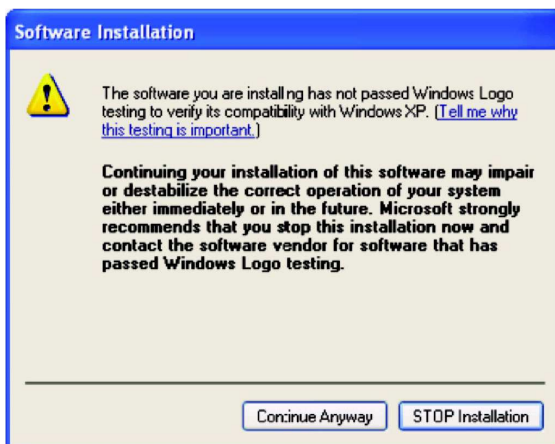 Software Installation
The software you are installing has not passed Windows Logo
testing to verify its compatibility with Windows XP. (Tell me why
this testing is important.)
Continuing your installation of this software may impair
or destabilize the correct operation of your system
either immediately or in the future. Microsoft strongly
recommends that you stop this installation now and
contact the software vendor for software that has
passed Windows Logo testing.
Continue Anyway
STOP Installation